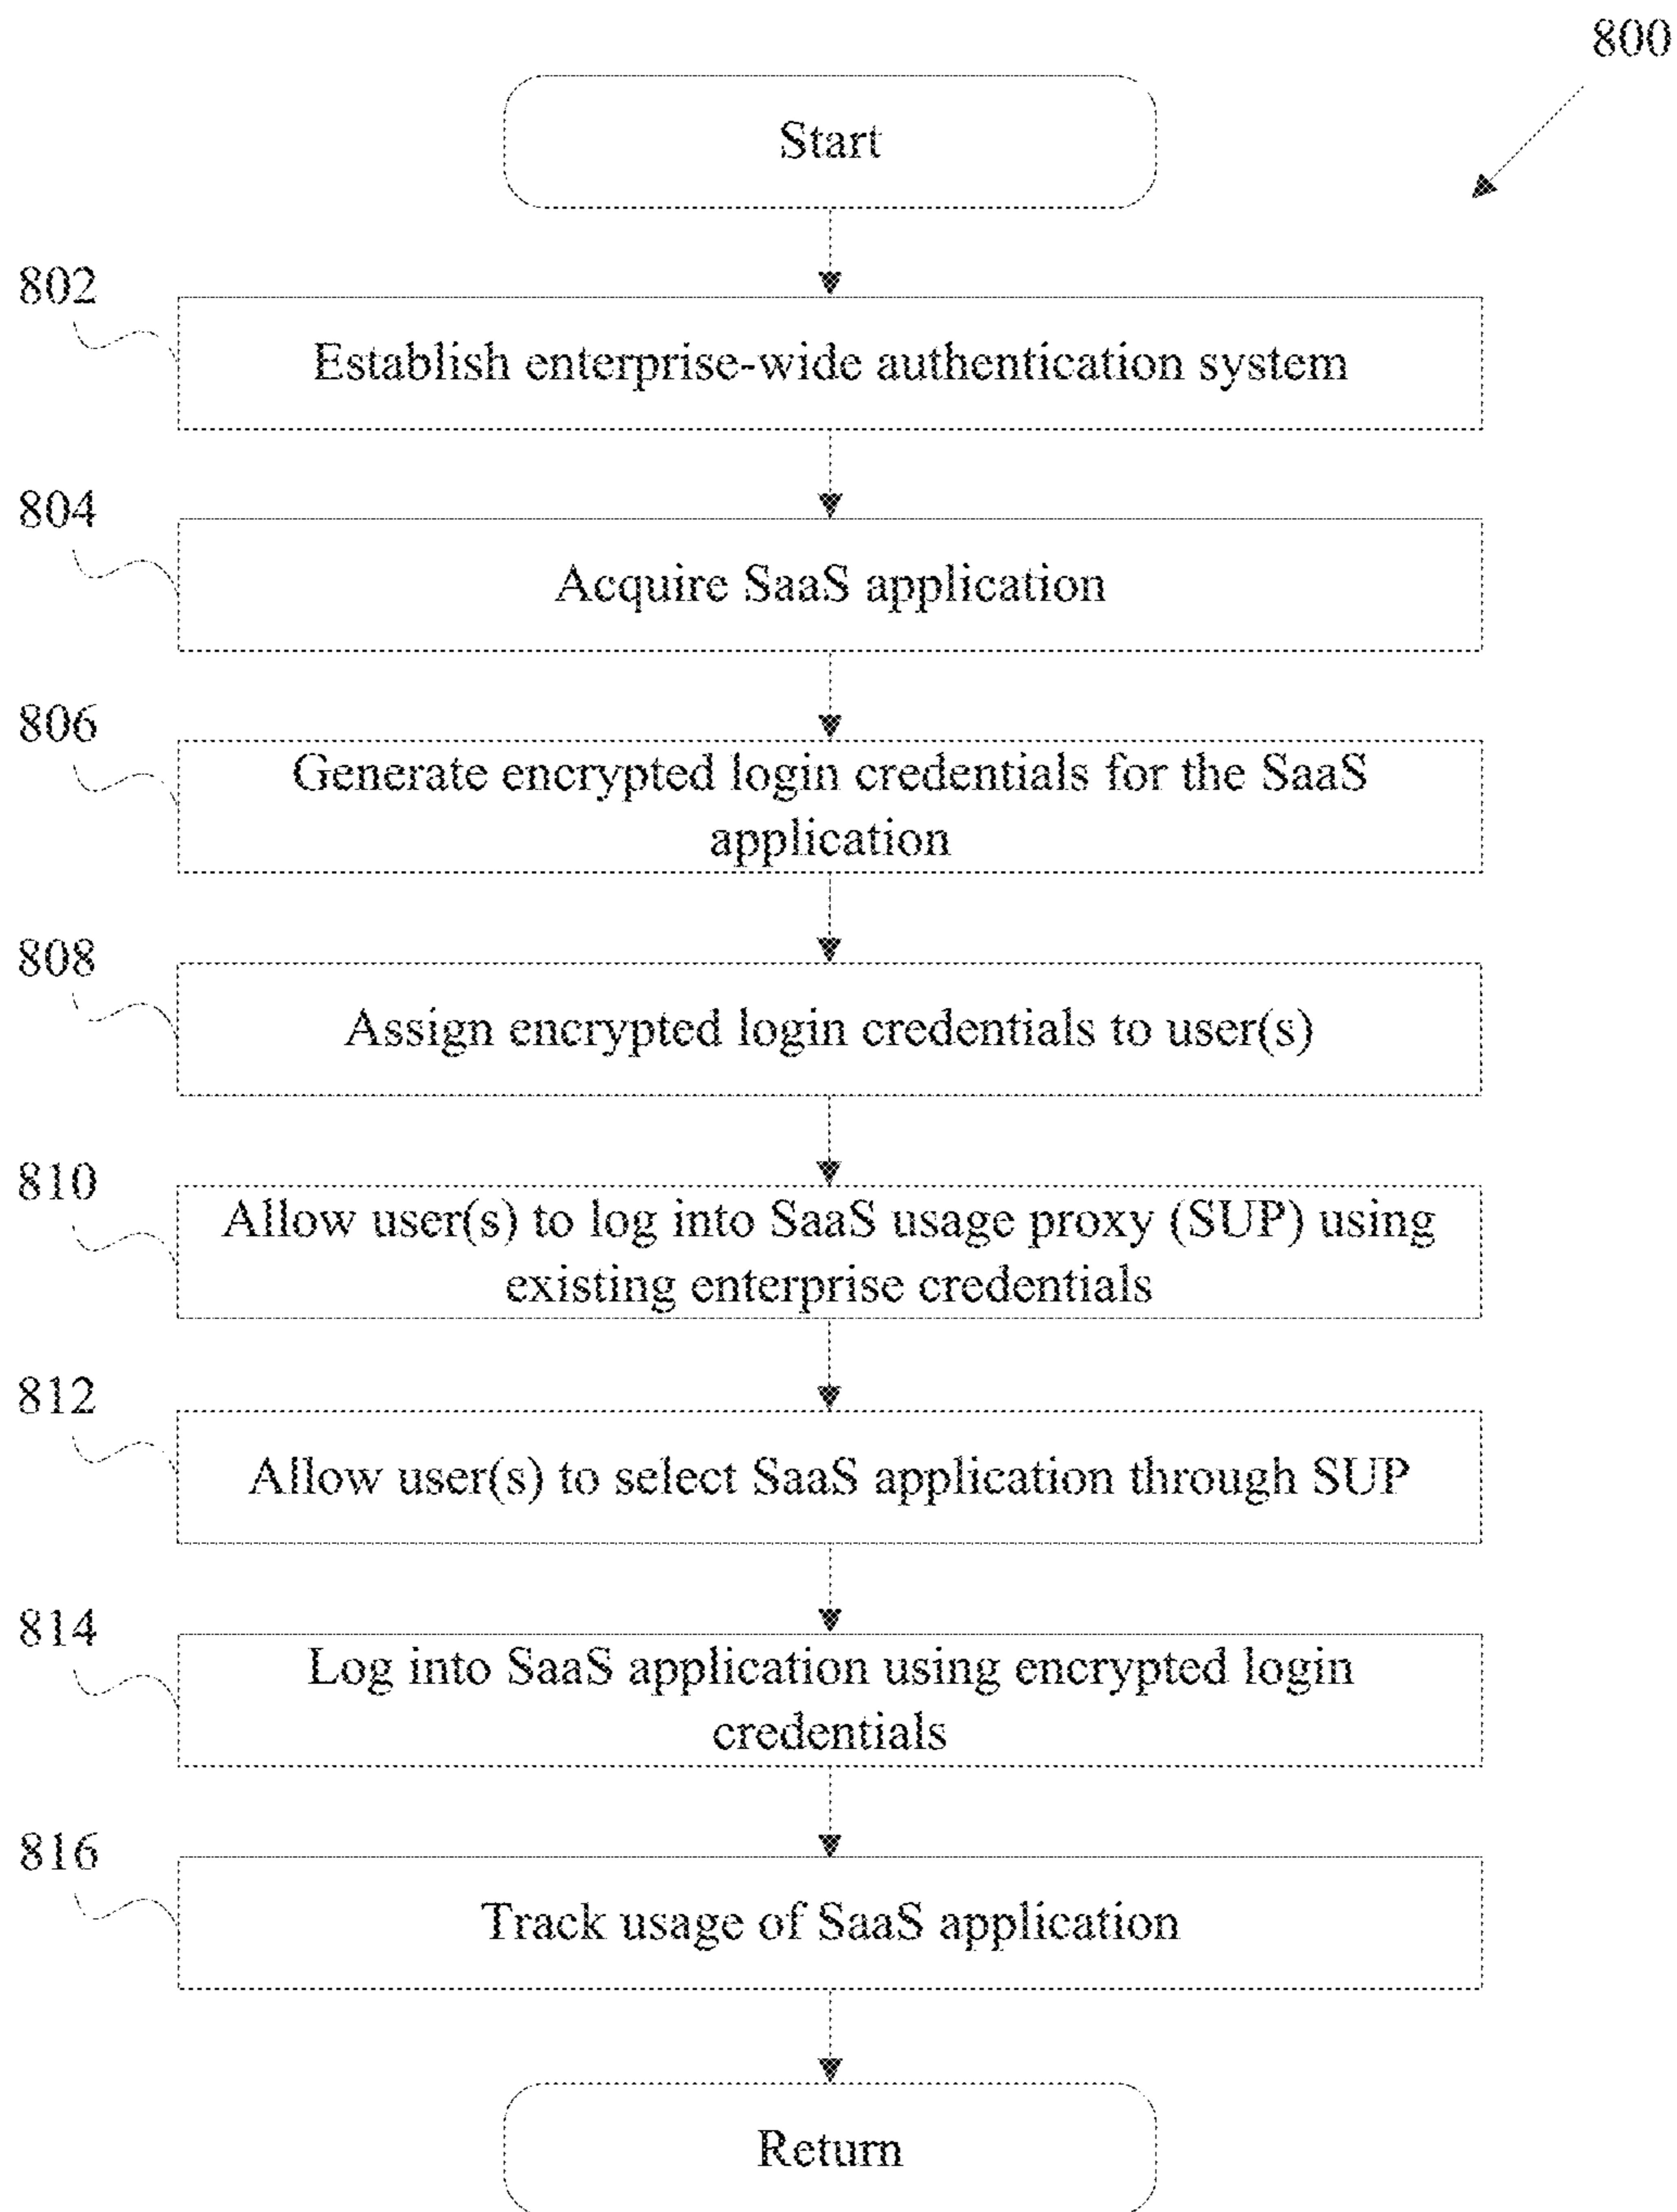 800
Start
802
Establish enterprise-wide authentication system
804
Acquire SaaS application
806
Generate encrypted login credentials for the SaaS
application
808
Assign encrypted login credentials to user(s)
810
Allow user(s) to log into SaaS usage proxy (SUP) using
existing enterprise credentials
812
Allow user(s) to select SaaS application through SUP
814
Log into SaaS application using encrypted login
credentials
816
Track usage of SaaS application
Return